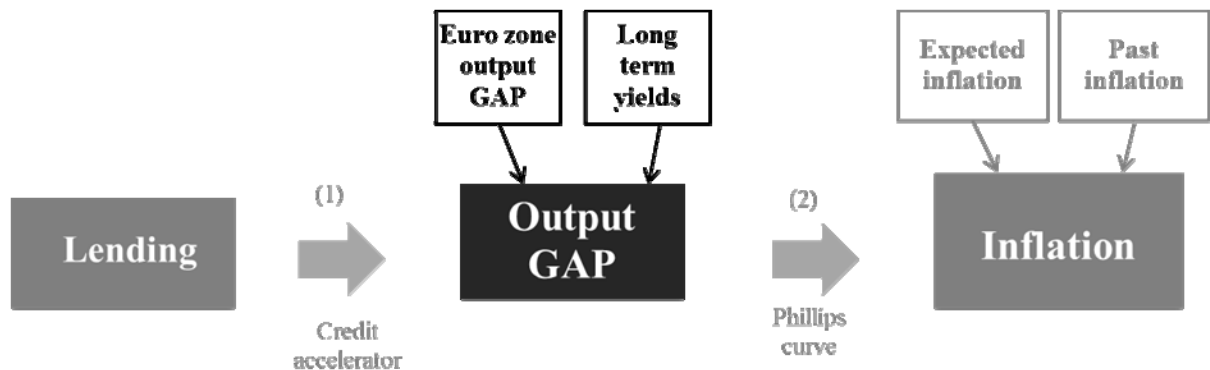 Euro zone
output
GAP
Long
term
yields
Expected
inflation
Past
inflation
Lending
(1)
Credit
accelerator
Output
GAP
(2)
Phillips
curve
Inflation